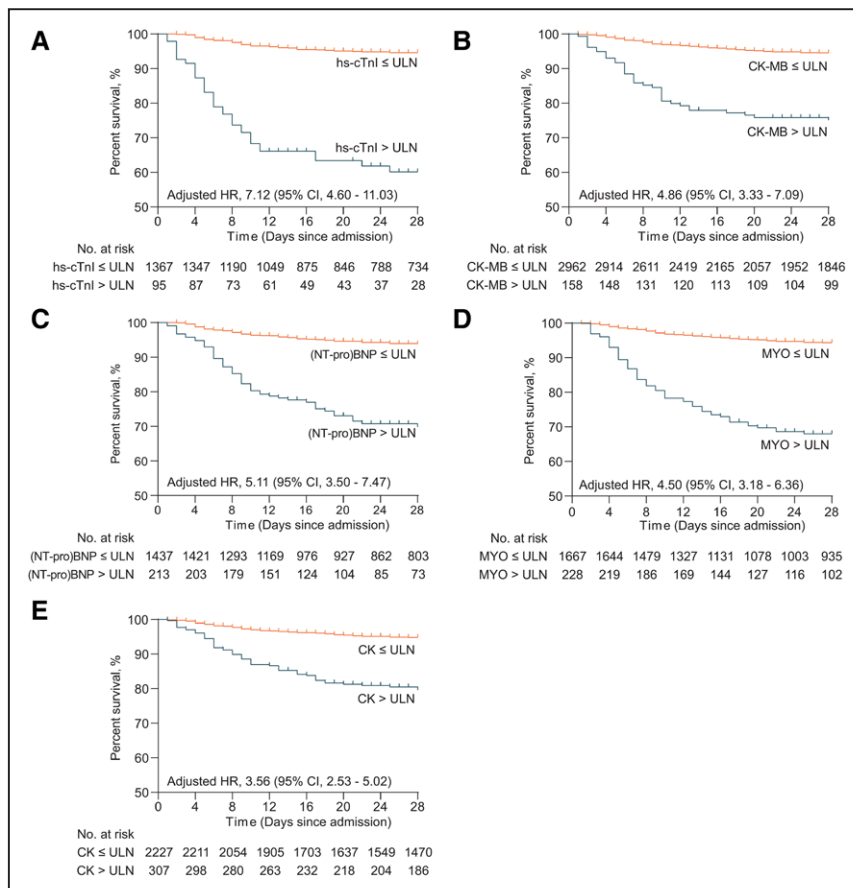 A
Percent survival, %
100
90
80
70
60
50
hs-cTnI ≤ ULN
hs-cTnI > ULN
Adjusted HR, 7.12 (95% CI, 4.60 - 11.03)
0 4 8 12 16 20 24 28
Time (Days since admission)
No. at risk
hs-cTnI ≤ ULN 1367 1347 1190 1049 875 846 788 734
hs-cTnI > ULN 95 87 73 61 49 43 37 28
B
Percent survival, %
100
90
80
70
60
50
CK-MB ≤ ULN
CK-MB > ULN
Adjusted HR, 4.86 (95% CI, 3.33 - 7.09)
0 4 8 12 16 20 24 28
Time (Days since admission)
No. at risk
CK-MB ≤ ULN 2962 2914 2611 2419 2165 2057 1952 1846
CK-MB > ULN 158 148 131 120 113 109 104 99
C
Percent survival, %
100
90
80
70
60
50
(NT-pro)BNP ≤ ULN
(NT-pro)BNP > ULN
Adjusted HR, 5.11 (95% CI, 3.50 - 7.47)
0 4 8 12 16 20 24 28
Time (Days since admission)
No. at risk
(NT-pro)BNP ≤ ULN 1437 1421 1293 1169 976 927 862 803
(NT-pro)BNP > ULN 213 203 179 151 124 104 85 73
D
Percent survival, %
100
90
80
70
60
50
MYO ≤ ULN
MYO > ULN
Adjusted HR, 4.50 (95% CI, 3.18 - 6.36)
0 4 8 12 16 20 24 28
Time (Days since admission)
No. at risk
MYO ≤ ULN 1667 1644 1479 1327 1131 1078 1003 935
MYO > ULN 228 219 186 169 144 127 116 102
E
Percent survival, %
100
90
80
70
60
50
CK ≤ ULN
CK > ULN
Adjusted HR, 3.56 (95% CI, 2.53 - 5.02)
0 4 8 12 16 20 24 28
Time (Days since admission)
No. at risk
CK ≤ ULN 2227 2211 2054 1905 1703 1637 1549 1470
CK > ULN 307 298 280 263 232 218 204 186